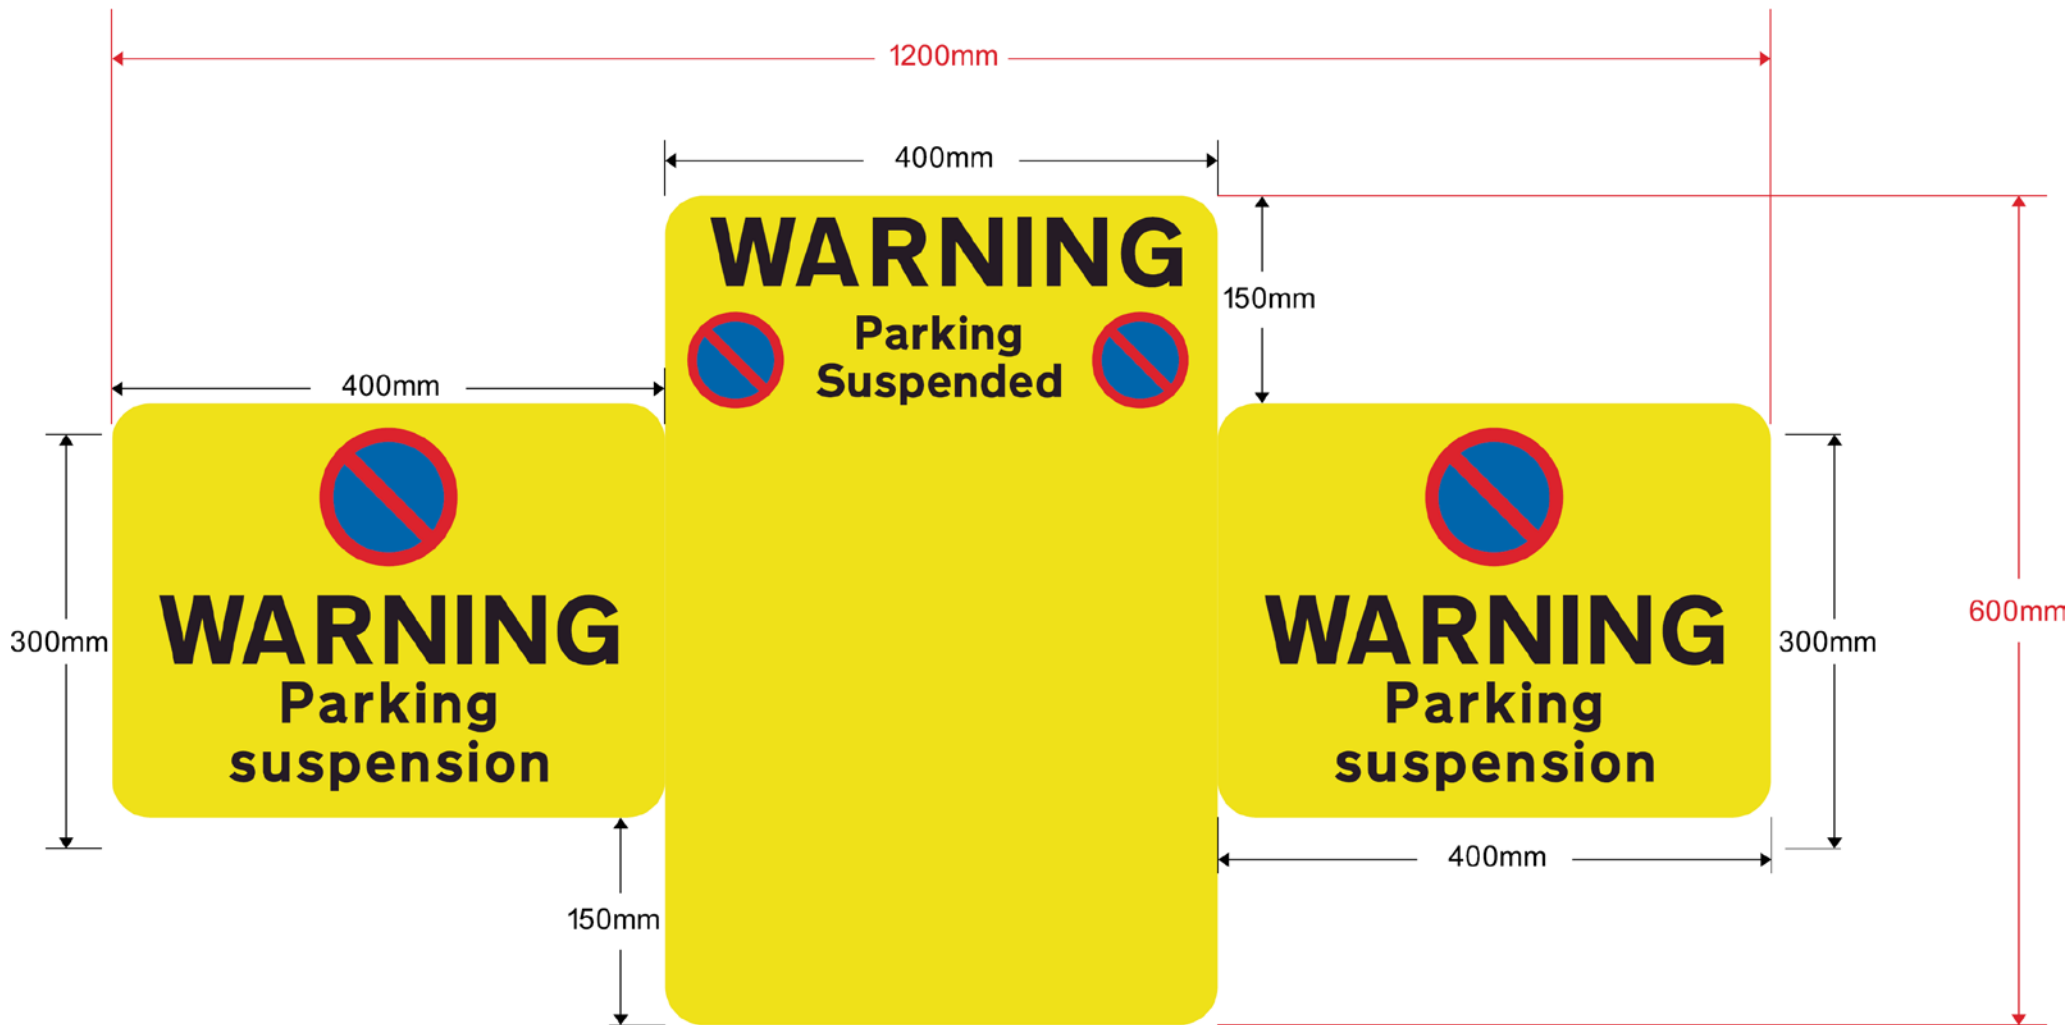 1200mm
400mm
WARNING
Parking
Suspended
150mm
400mm
300mm
WARNING
Parking
suspension
WARNING
Parking
suspension
300mm
600mm
400mm
150mm